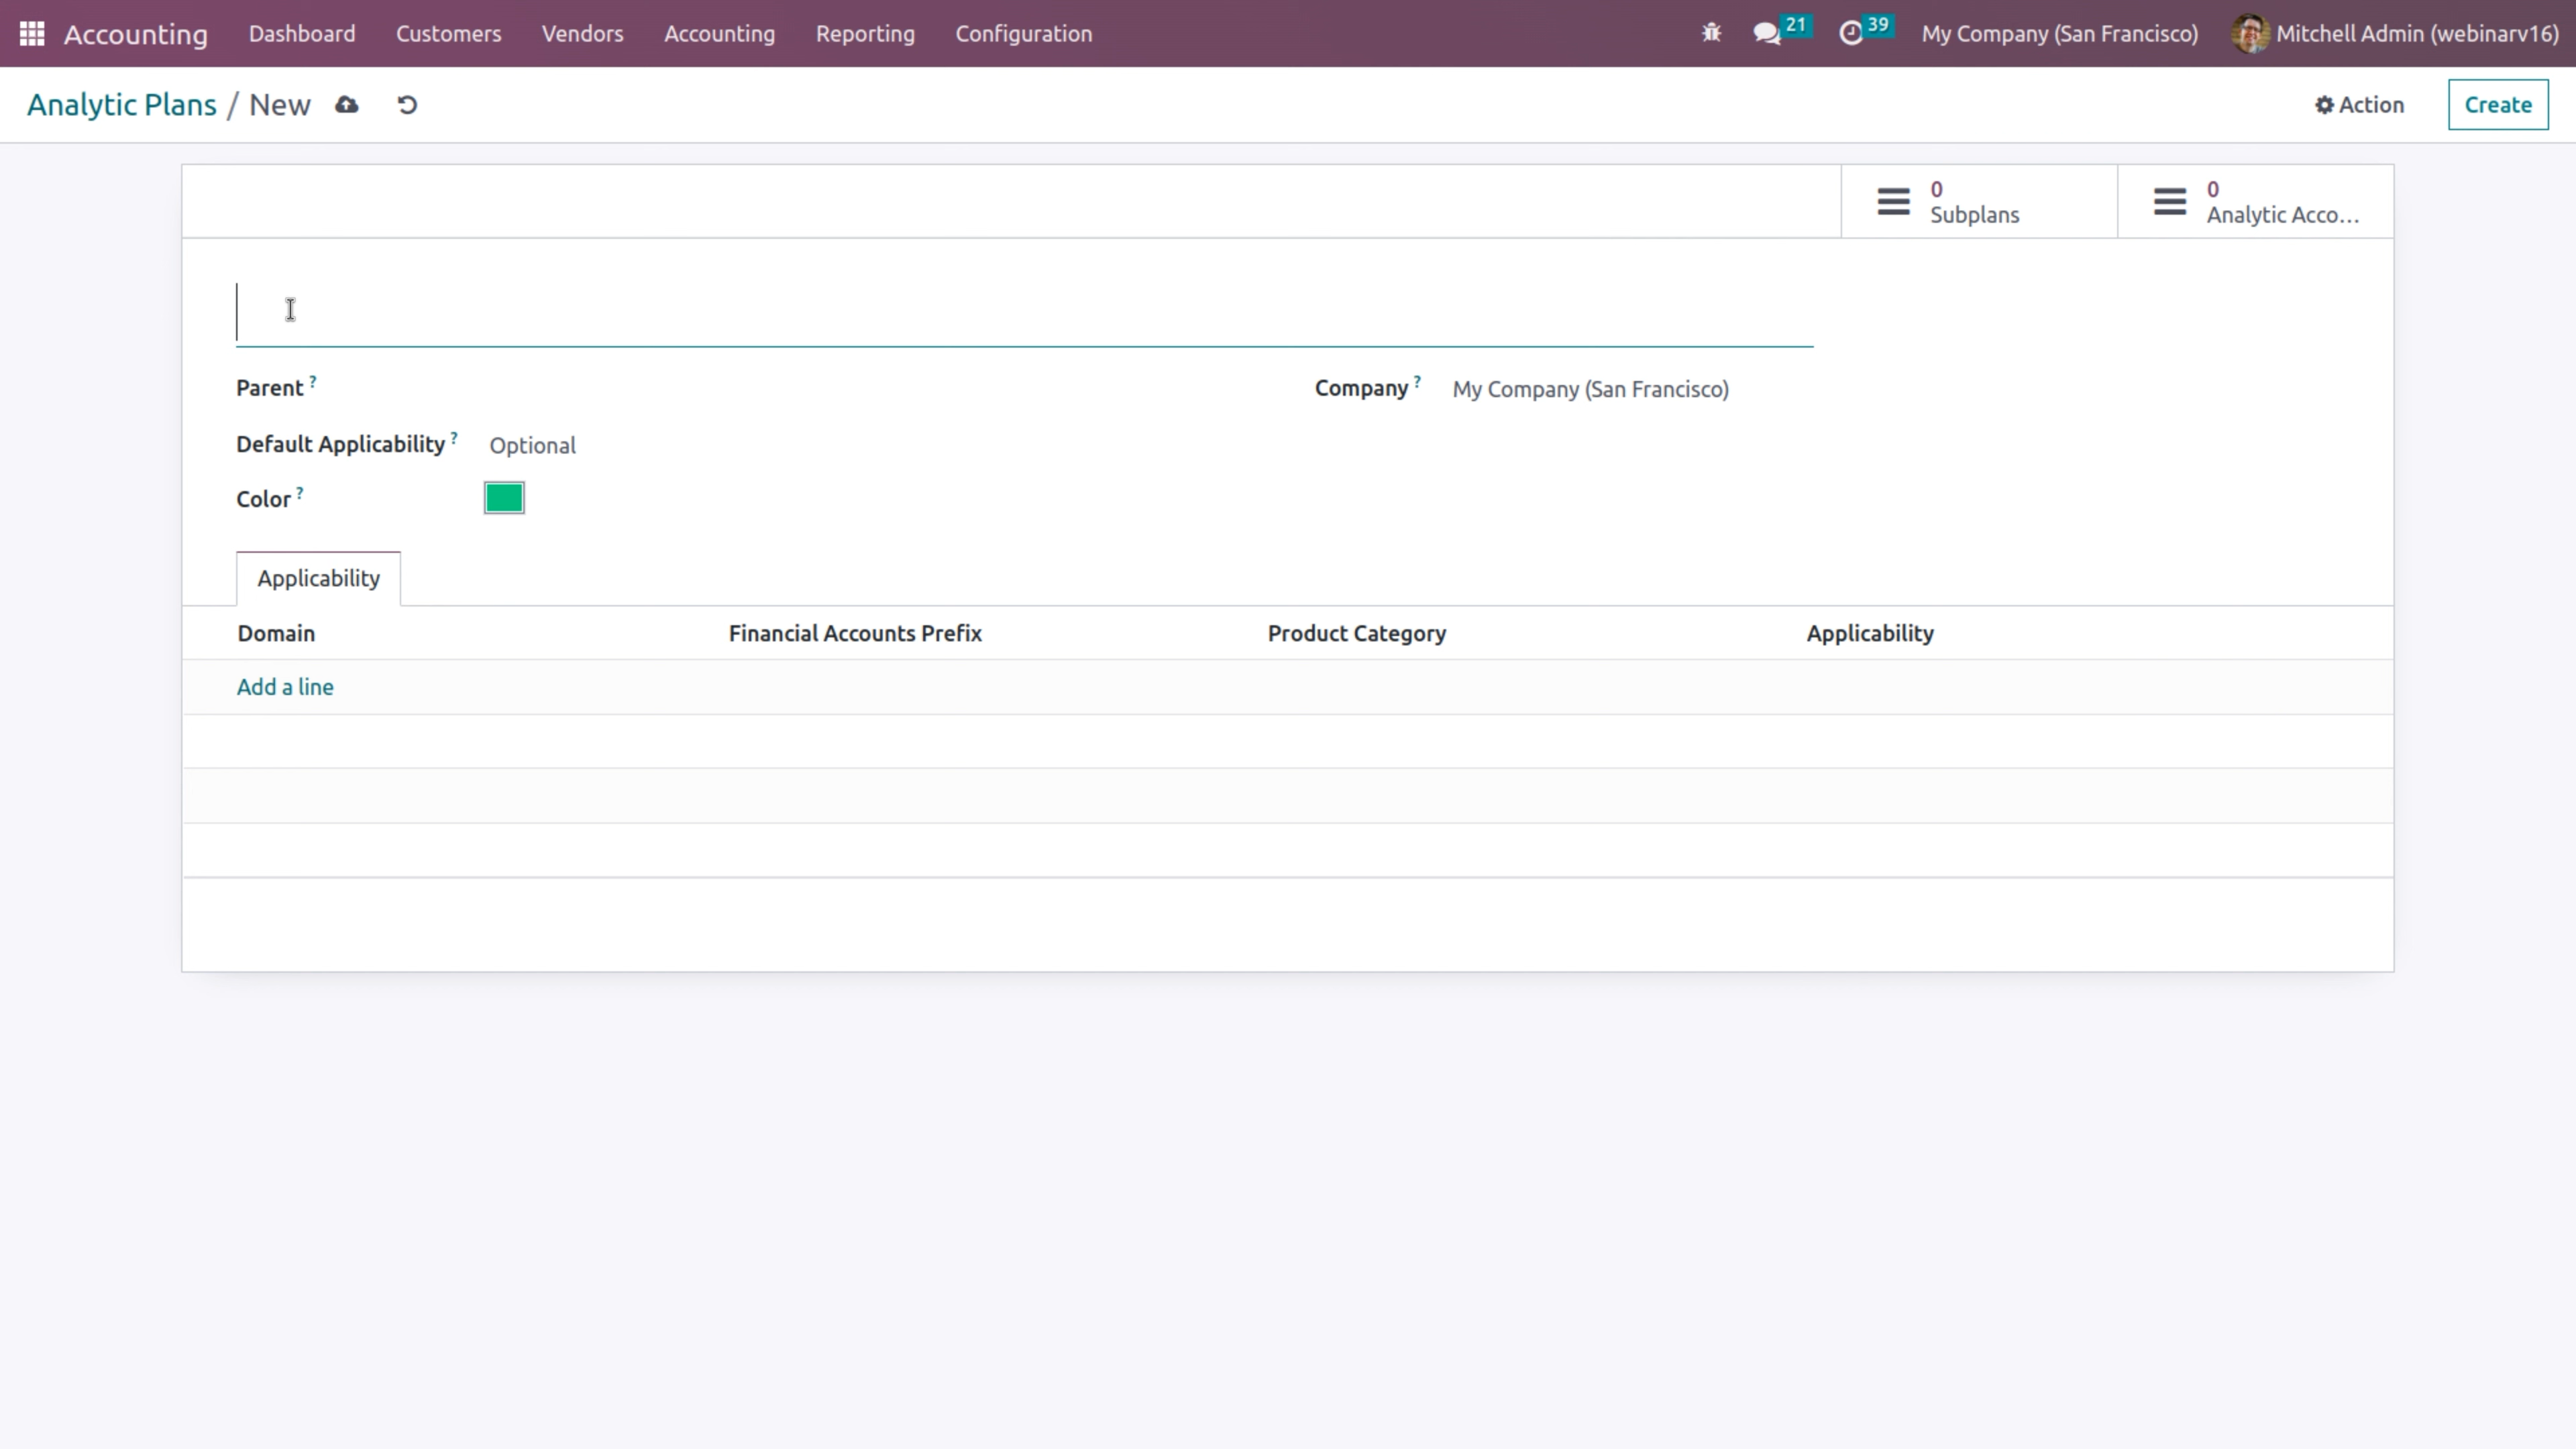 Accounting Dashboard Customers Vendors Accounting Reporting Configuration 21 39 My Company (San Francisco) Mitchell Admin (webinarv16)
Analytic Plans / New Action Create
0 Subplans 0 Analytic Acco...
Parent ? Company ? My Company (San Francisco)
Default Applicability ? Optional
Color ?
Applicability
Domain Financial Accounts Prefix Product Category Applicability
Add a line